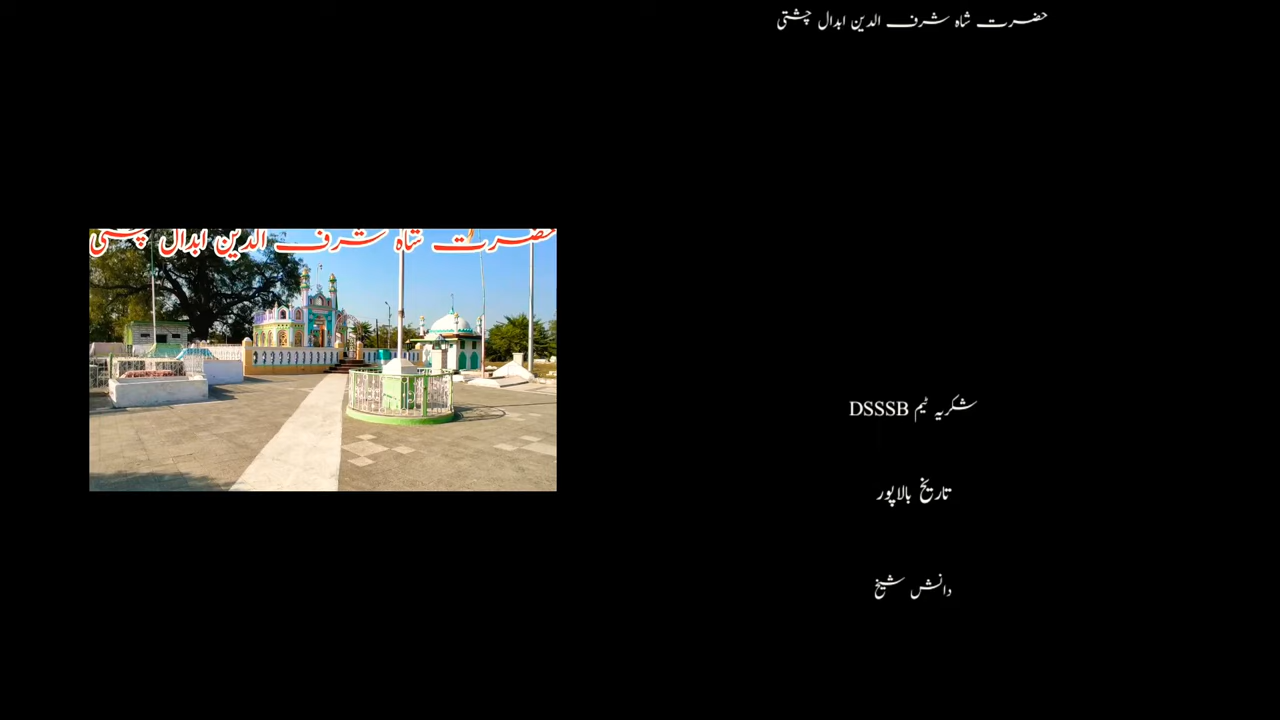 حضرت شاہ شرف الدین ابدال چشتی
حضرت شاہ شرف الدین ابدال چشتی
شکریہ ٹیم DSSSB
تاریخ بالاپور
دانش شیخ